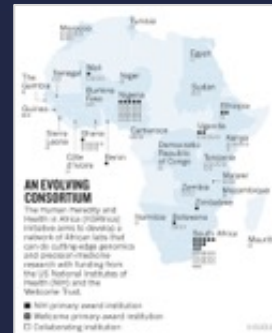 Tunisia
Morocco
Egypt
Mali
Niger
Senegal
The
Gambia
Sudan
Burkina
Faso
Nigeria
Guinea
Ethiopia
Cameroon
Uganda
Kenya
Sierra
Leone
Ghana
Democratic
Republic
of Congo
Tanzania
Côte
d'Ivoire
Benin
Malawi
Zambia
Mozambique
Zimbabwe
Namibia
Botswana
South Africa
Maurit
AN EVOLVING
CONSORTIUM
The Human Heredity and
Health in Africa (H3Africa)
Initiative aims to develop a
network of African labs that
can do cutting-edge genomics
and precision-medicine
research with funding from
the US National Institutes of
Health (NIH) and the
Wellcome Trust.
NIH primary award institution
Wellcome primary award institution
Collaborating institution